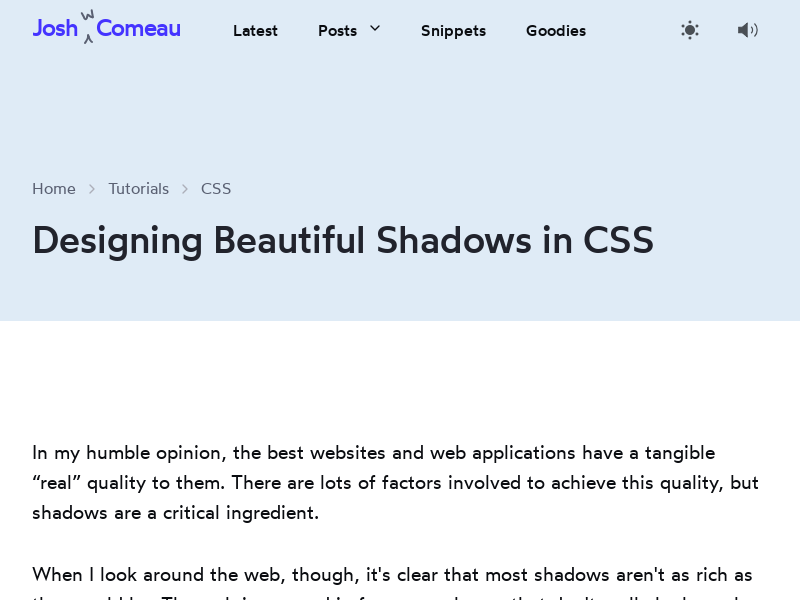 Josh W Comeau
Latest
Posts
Snippets
Goodies
Home > Tutorials > CSS
Designing Beautiful Shadows in CSS
In my humble opinion, the best websites and web applications have a tangible
“real” quality to them. There are lots of factors involved to achieve this quality, but
shadows are a critical ingredient.
When I look around the web, though, it's clear that most shadows aren't as rich as